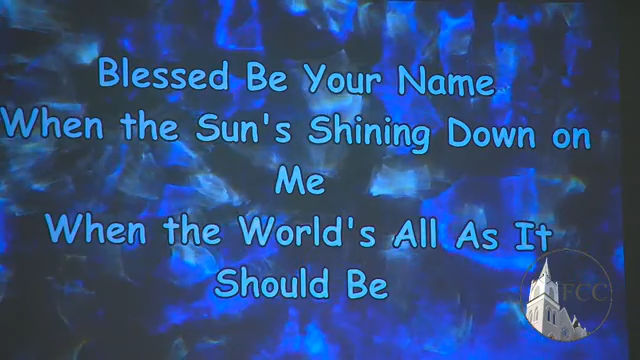 Blessed Be Your Name
When the Sun's Shining Down on
Me
When the World's All As It
Should Be
FCC